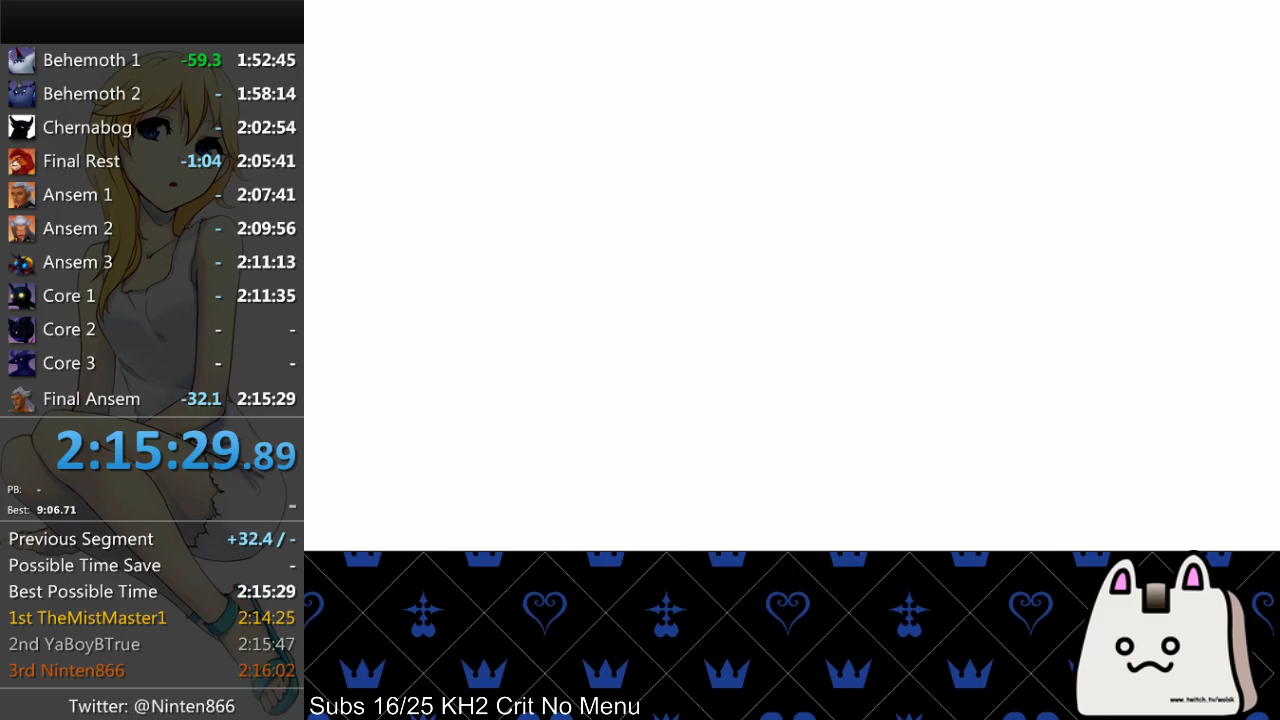 Behemoth 1 -59.3 1:52:45
Behemoth 2 - 1:58:14
Chernabog - 2:02:54
Final Rest -1:04 2:05:41
Ansem 1 - 2:07:41
Ansem 2 - 2:09:56
Ansem 3 - 2:11:13
Core 1 - 2:11:35
Core 2 - -
Core 3 - -
Final Ansem -32.1 2:15:29
2:15:29.89
PB: -
Best: 9:06.71 -
Previous Segment +32.4 / -
Possible Time Save -
Best Possible Time 2:15:29
1st TheMistMaster1 2:14:25
2nd YaBoyBTrue 2:15:47
3rd Ninten866 2:16:02
Twitter: @Ninten866
Subs 16/25 KH2 Crit No Menu
www.twitch.tv/wolsk